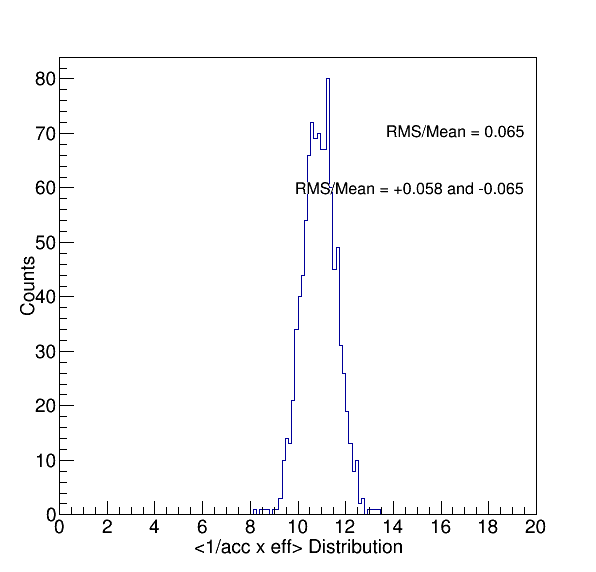 80
70
60
50
40
30
20
10
0
Counts
RMS/Mean = 0.065
RMS/Mean = +0.058 and -0.065
0 2 4 6 8 10 12 14 16 18 20
<1/acc x eff> Distribution